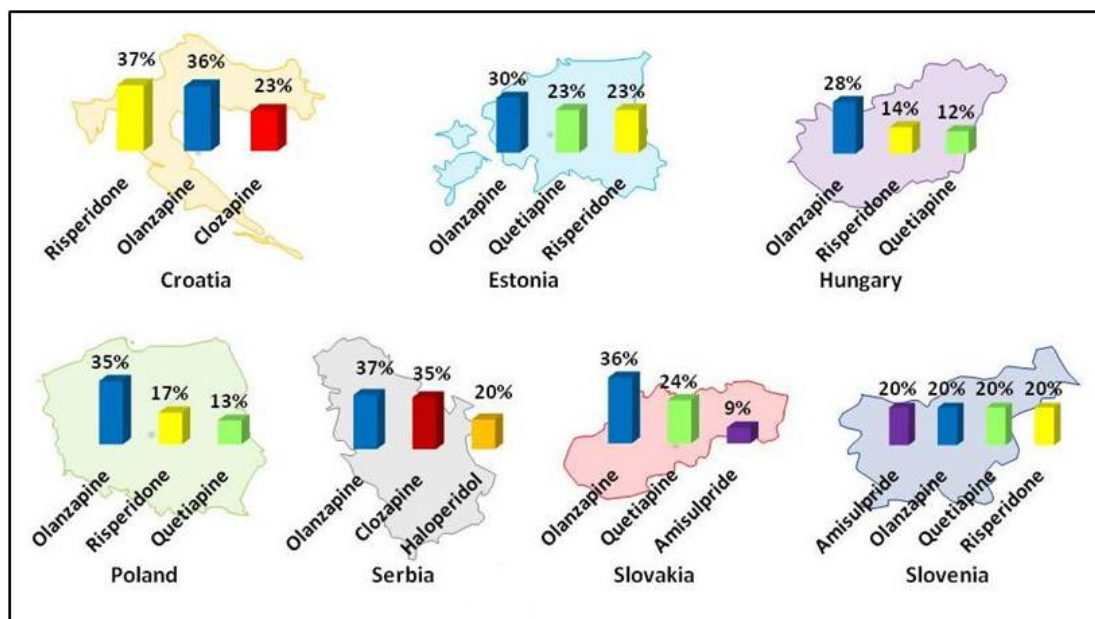 37% 36% 23%
Risperidone Olanzapine Clozapine
Croatia
30% 23% 23%
Olanzapine Quetiapine Risperidone
Estonia
28% 14% 12%
Olanzapine Risperidone Quetiapine
Hungary
35% 17% 13%
Olanzapine Risperidone Quetiapine
Poland
37% 35% 20%
Olanzapine Clozapine Haloperidol
Serbia
36% 24% 9%
Olanzapine Quetiapine Amisulpride
Slovakia
20% 20% 20% 20%
Amisulpride Olanzapine Quetiapine Risperidone
Slovenia